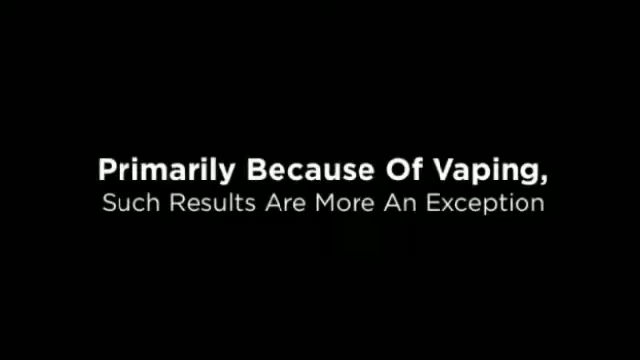 Primarily Because Of Vaping,
Such Results Are More An Exception